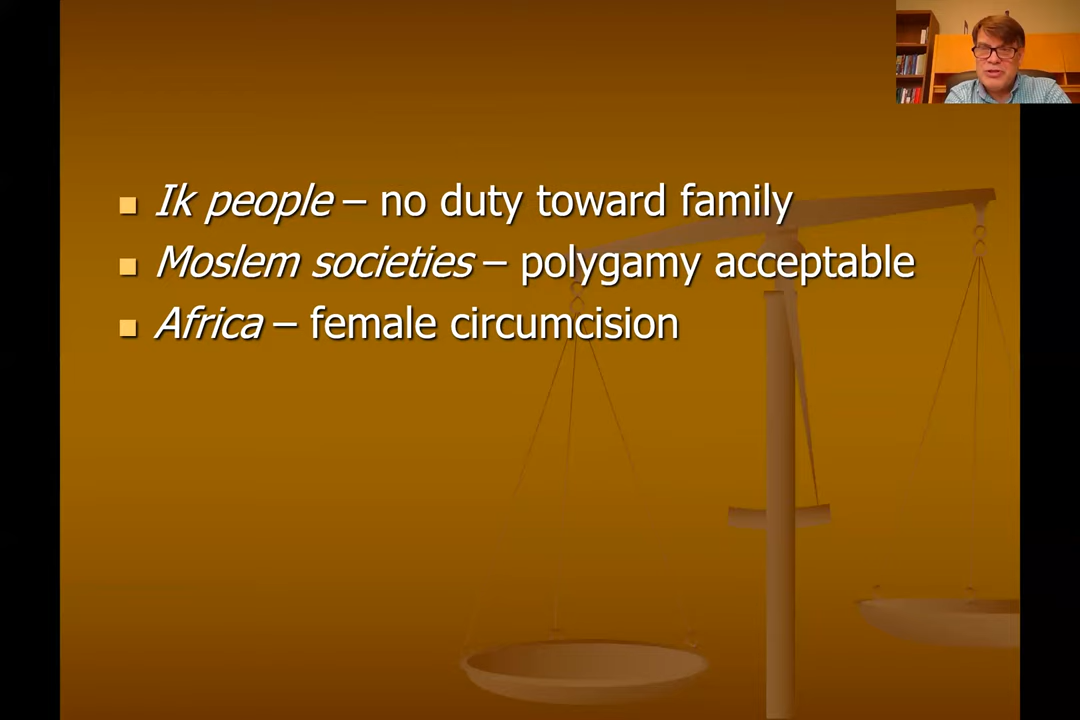 Ik people – no duty toward family
Moslem societies – polygamy acceptable
Africa – female circumcision